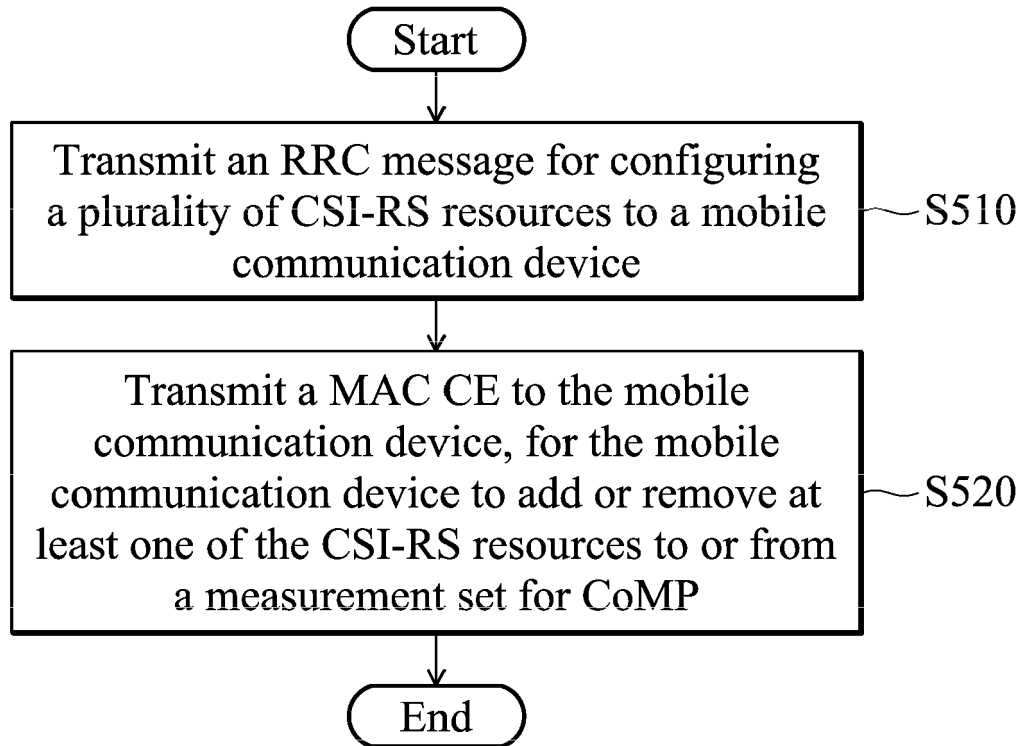 Start
Transmit an RRC message for configuring
a plurality of CSI-RS resources to a mobile
communication device
S510
Transmit a MAC CE to the mobile
communication device, for the mobile
communication device to add or remove at
least one of the CSI-RS resources to or from
a measurement set for CoMP
S520
End